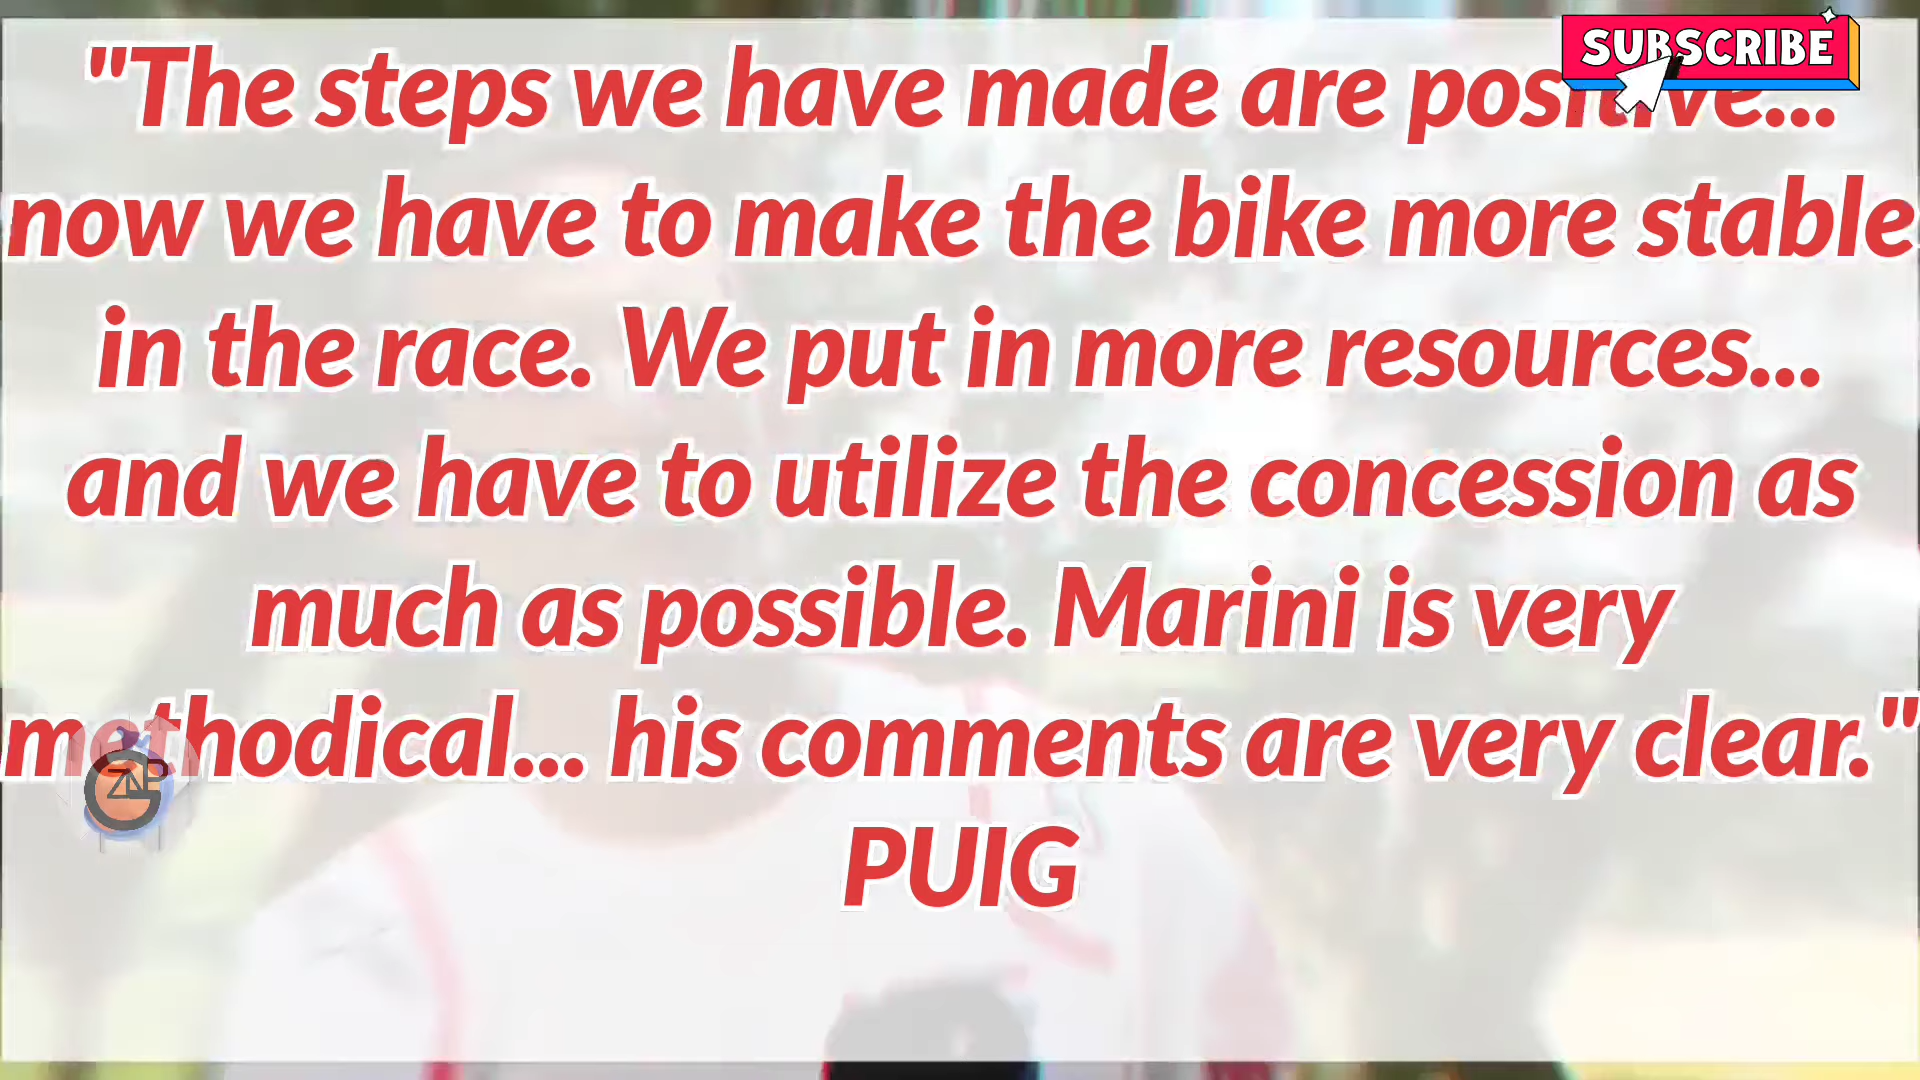 "The steps we have made are positive...
SUBSCRIBE
now we have to make the bike more stable
in the race. We put in more resources...
and we have to utilize the concession as
much as possible. Marini is very
methodical... his comments are very clear."
PUIG